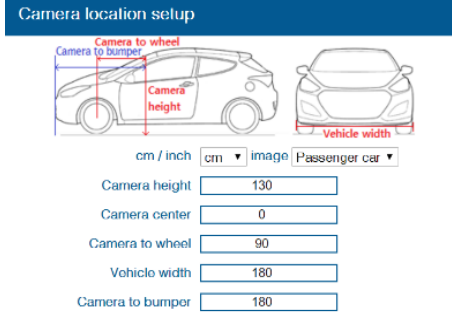 Camera location setup
Camera to wheel
Camera to bumper
Camera
height
Vehicle width
cm / inch cm ▼ image Passenger car ▼
Camera height 130
Camera center 0
Camera to wheel 90
Vehicle width 180
Camera to bumper 180